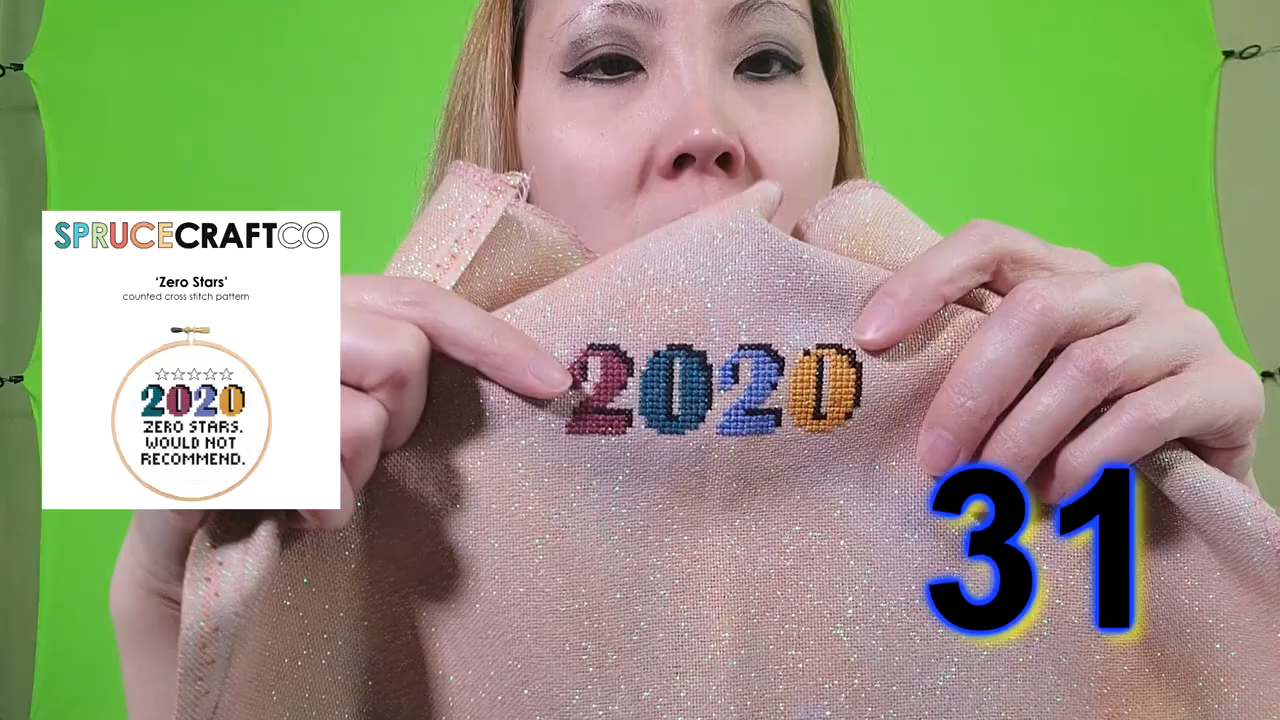 SPRUCECRAFTCO
‘Zero Stars’
counted cross stitch pattern
2020
ZERO STARS.
WOULD NOT
RECOMMEND.
2020
31